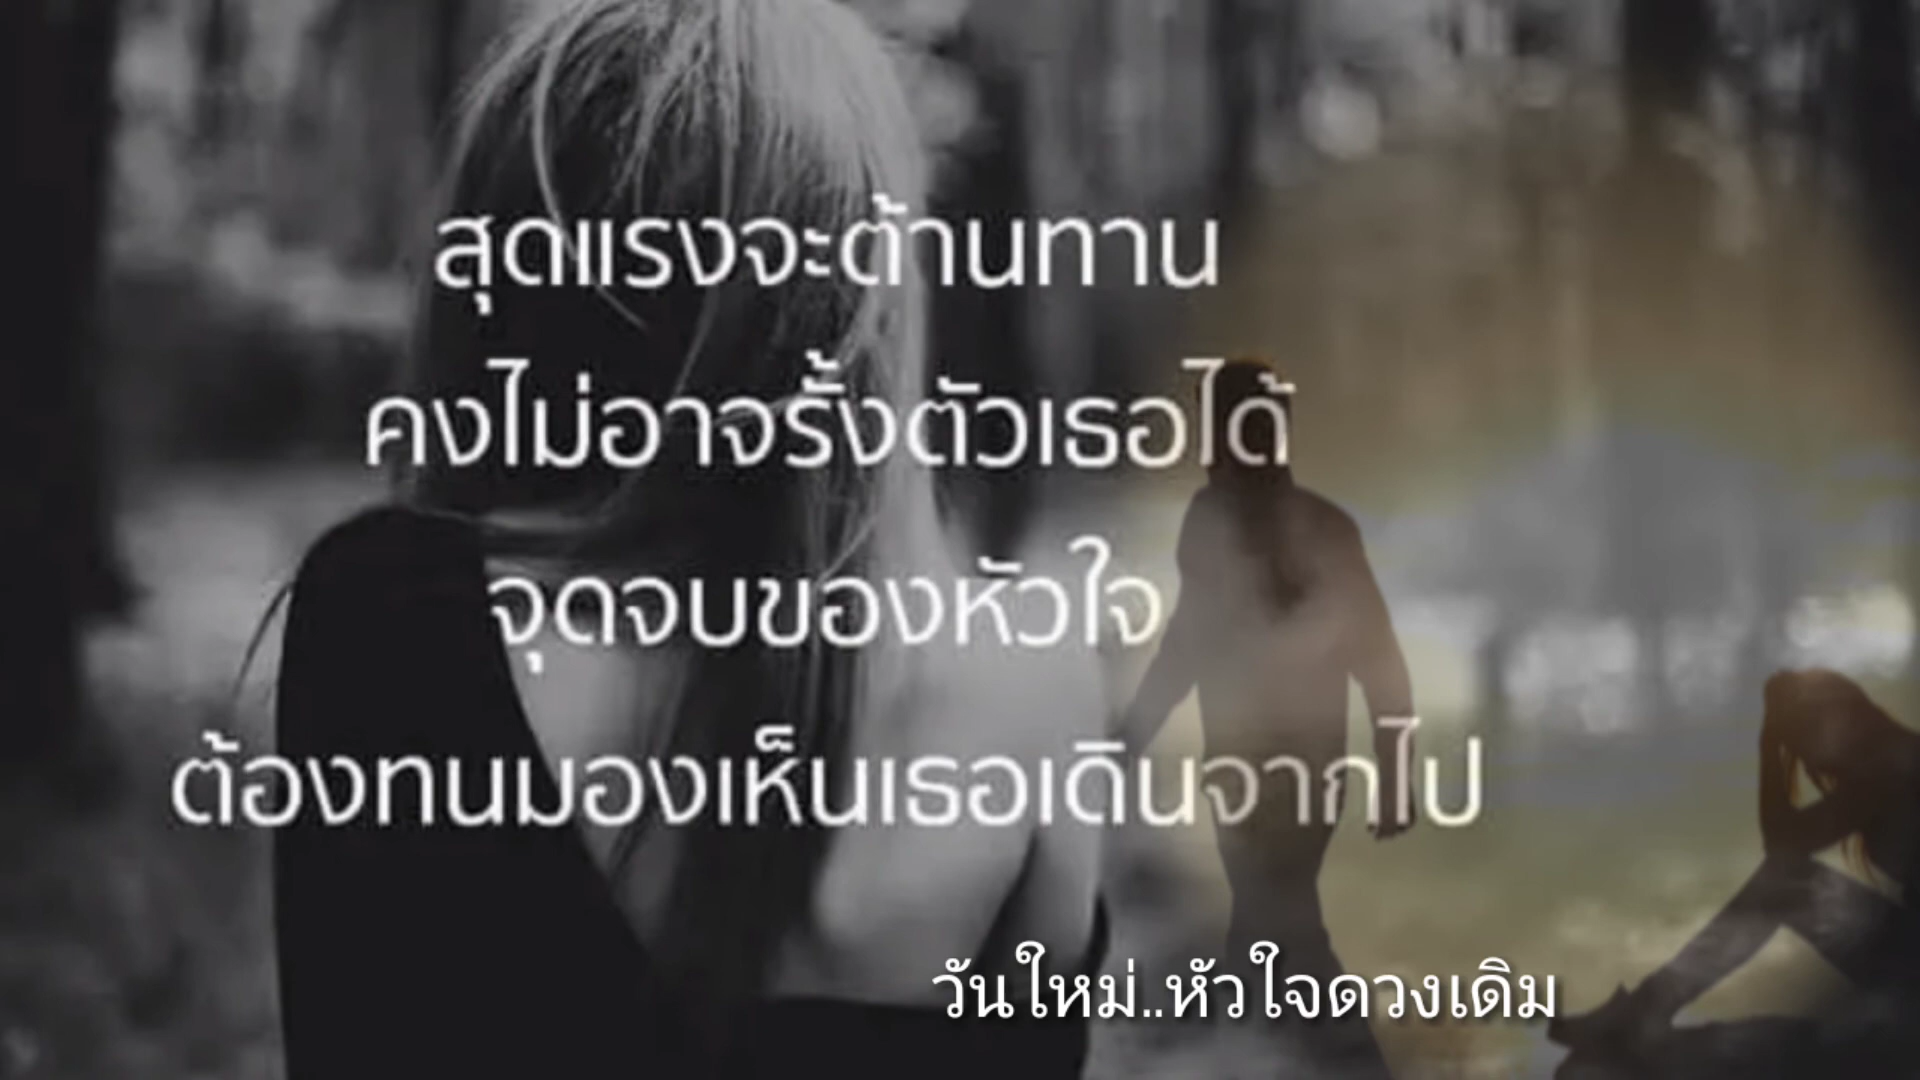 สุดแรงจะต้านทาน
คงไม่อาจรั้งตัวเธอได้
จุดจบของหัวใจ
ต้องทนมองเห็นเธอเดินจากไป
วันใหม่..หัวใจดวงเดิม